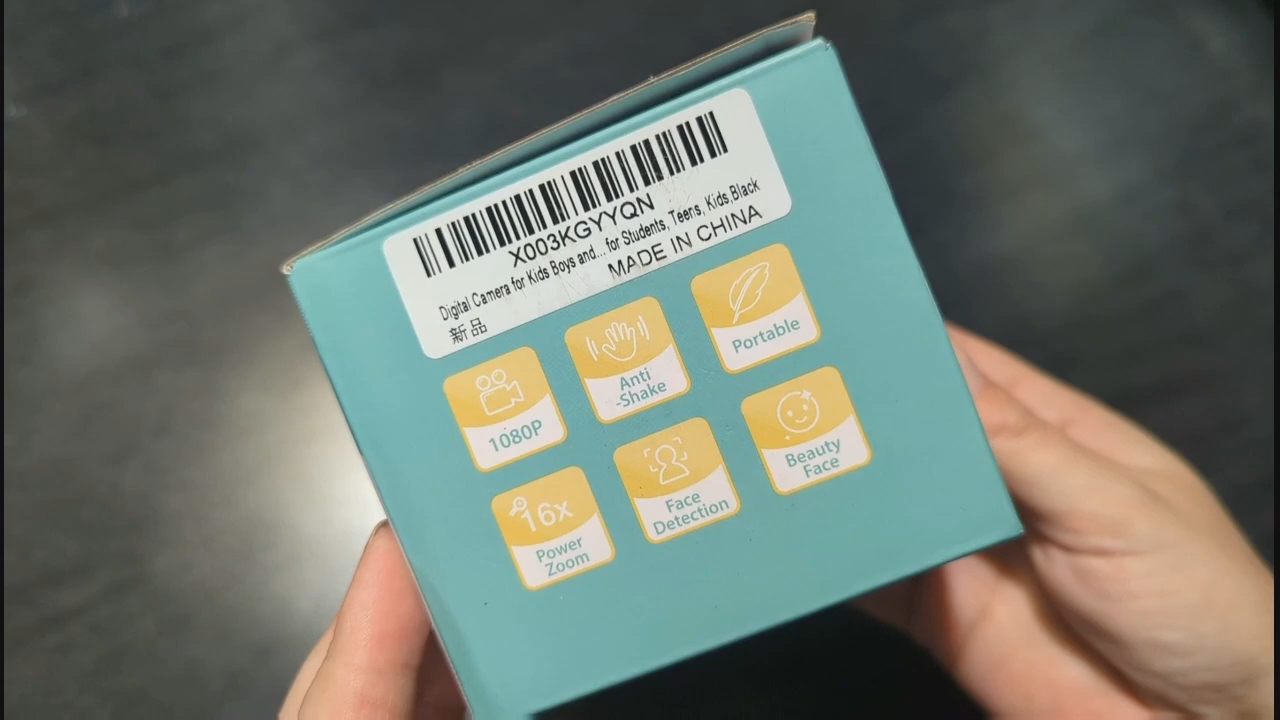 X003KGYYQN
Digital Camera for Kids Boys and... for Students, Teens, Kids,Black
新品
MADE IN CHINA
1080P
Anti
-Shake
Portable
16x
Power
Zoom
Face
Detection
Beauty
Face